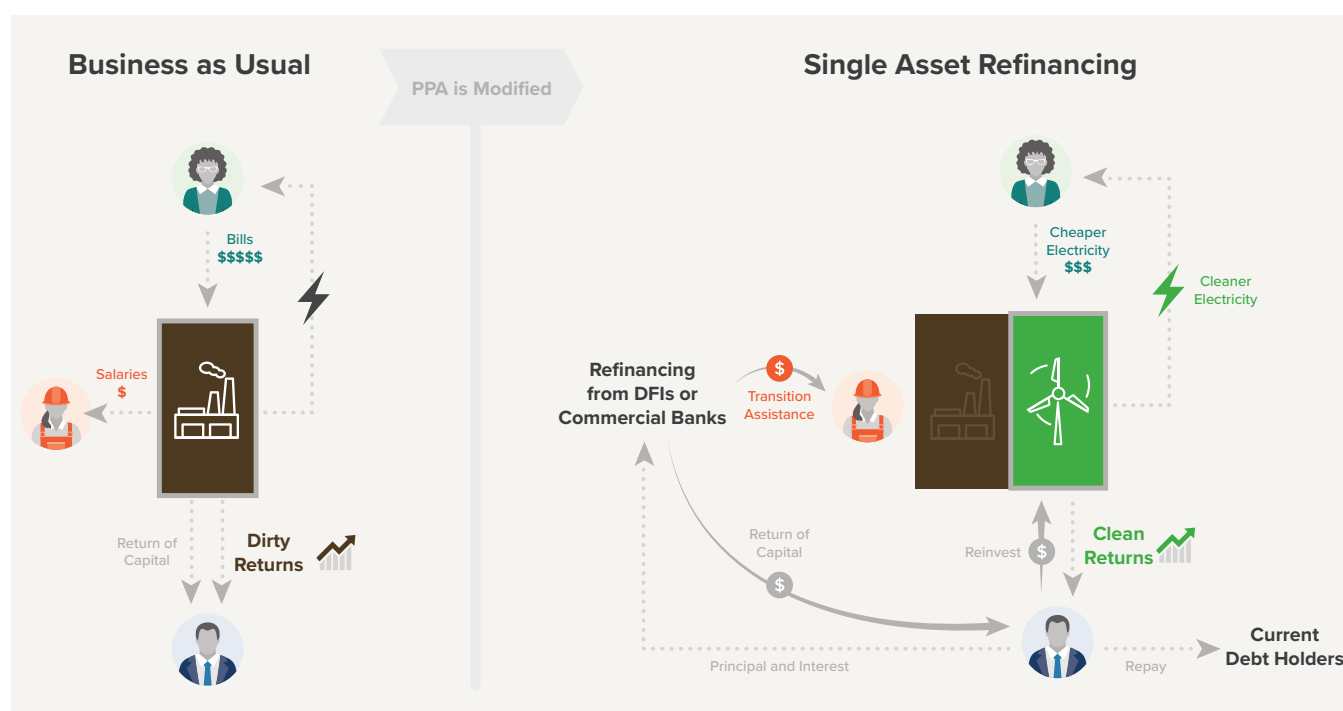 Business as Usual
PPA is Modified
Single Asset Refinancing
Bills
$$$$$
Salaries
$
Return of
Capital
Dirty
Returns
Cheaper
Electricity
$$$
Cleaner
Electricity
Refinancing
from DFIs or
Commercial Banks
$
Transition
Assistance
Return of
Capital
$
Reinvest
$
Clean
Returns
Principal and Interest
Repay
Current
Debt Holders